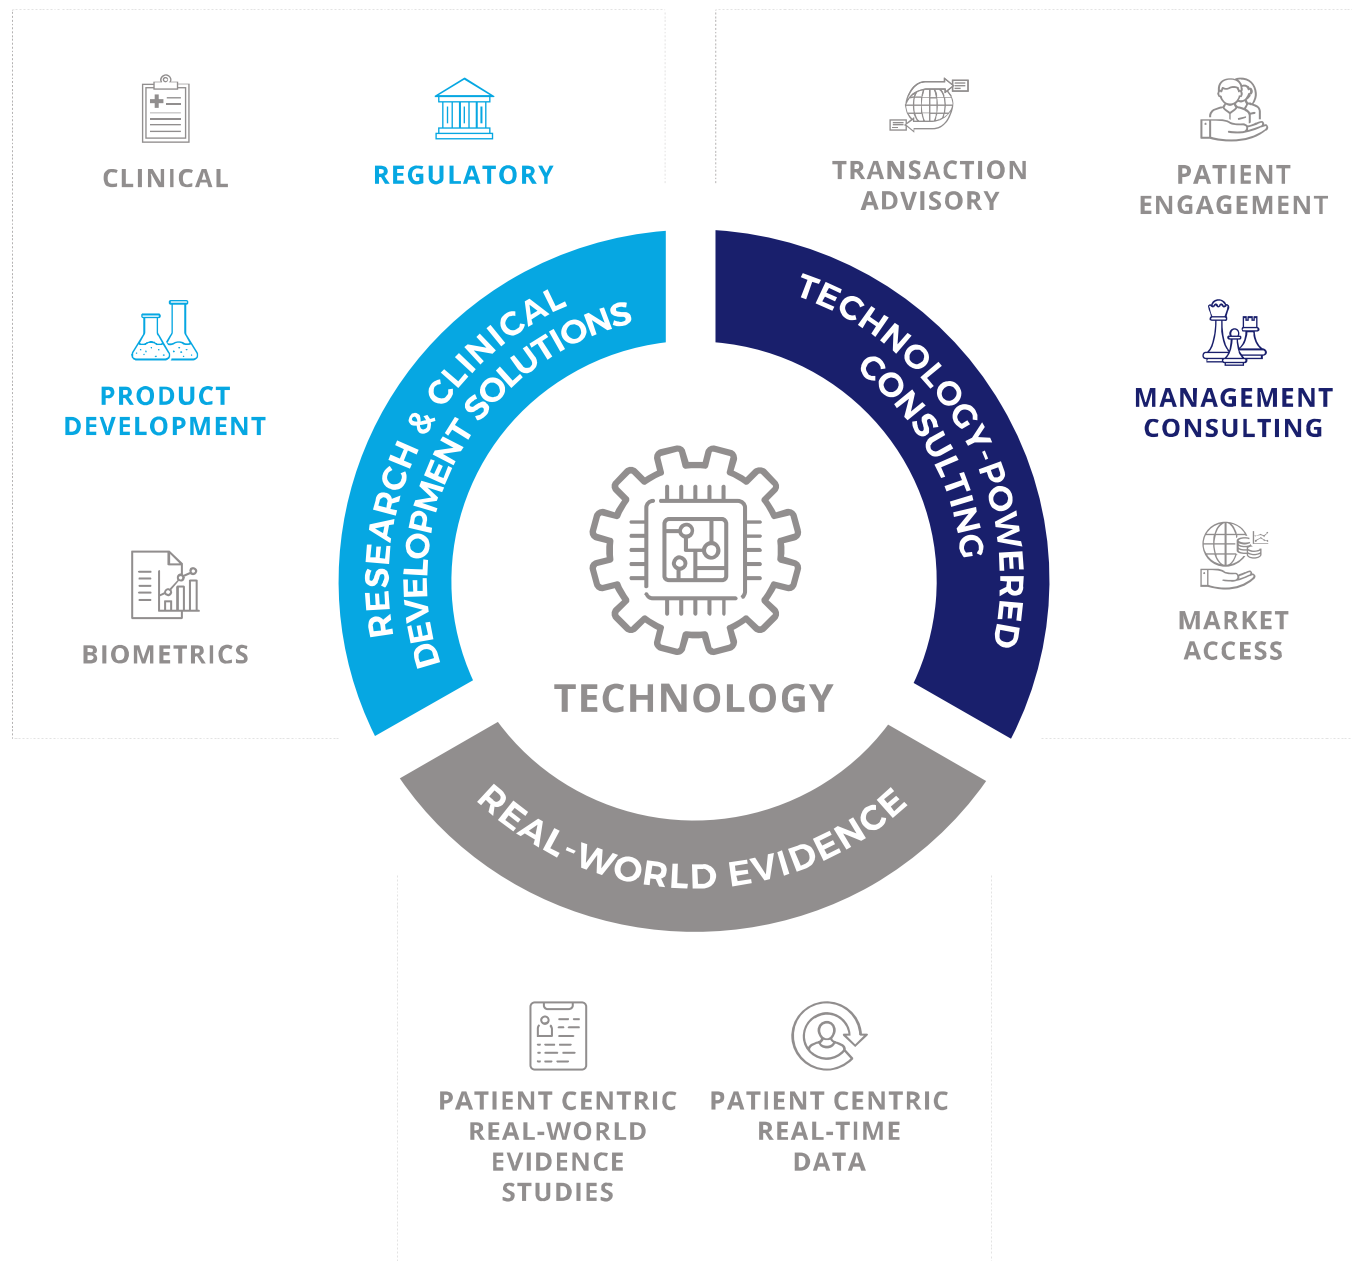 CLINICAL
REGULATORY
PRODUCT
DEVELOPMENT
BIOMETRICS
RESEARCH & CLINICAL
DEVELOPMENT SOLUTIONS
TRANSACTION
ADVISORY
PATIENT
ENGAGEMENT
TECHNOLOGY-POWERED
CONSULTING
MANAGEMENT
CONSULTING
MARKET
ACCESS
TECHNOLOGY
REAL-WORLD EVIDENCE
PATIENT CENTRIC
REAL-WORLD
EVIDENCE
STUDIES
PATIENT CENTRIC
REAL-TIME
DATA